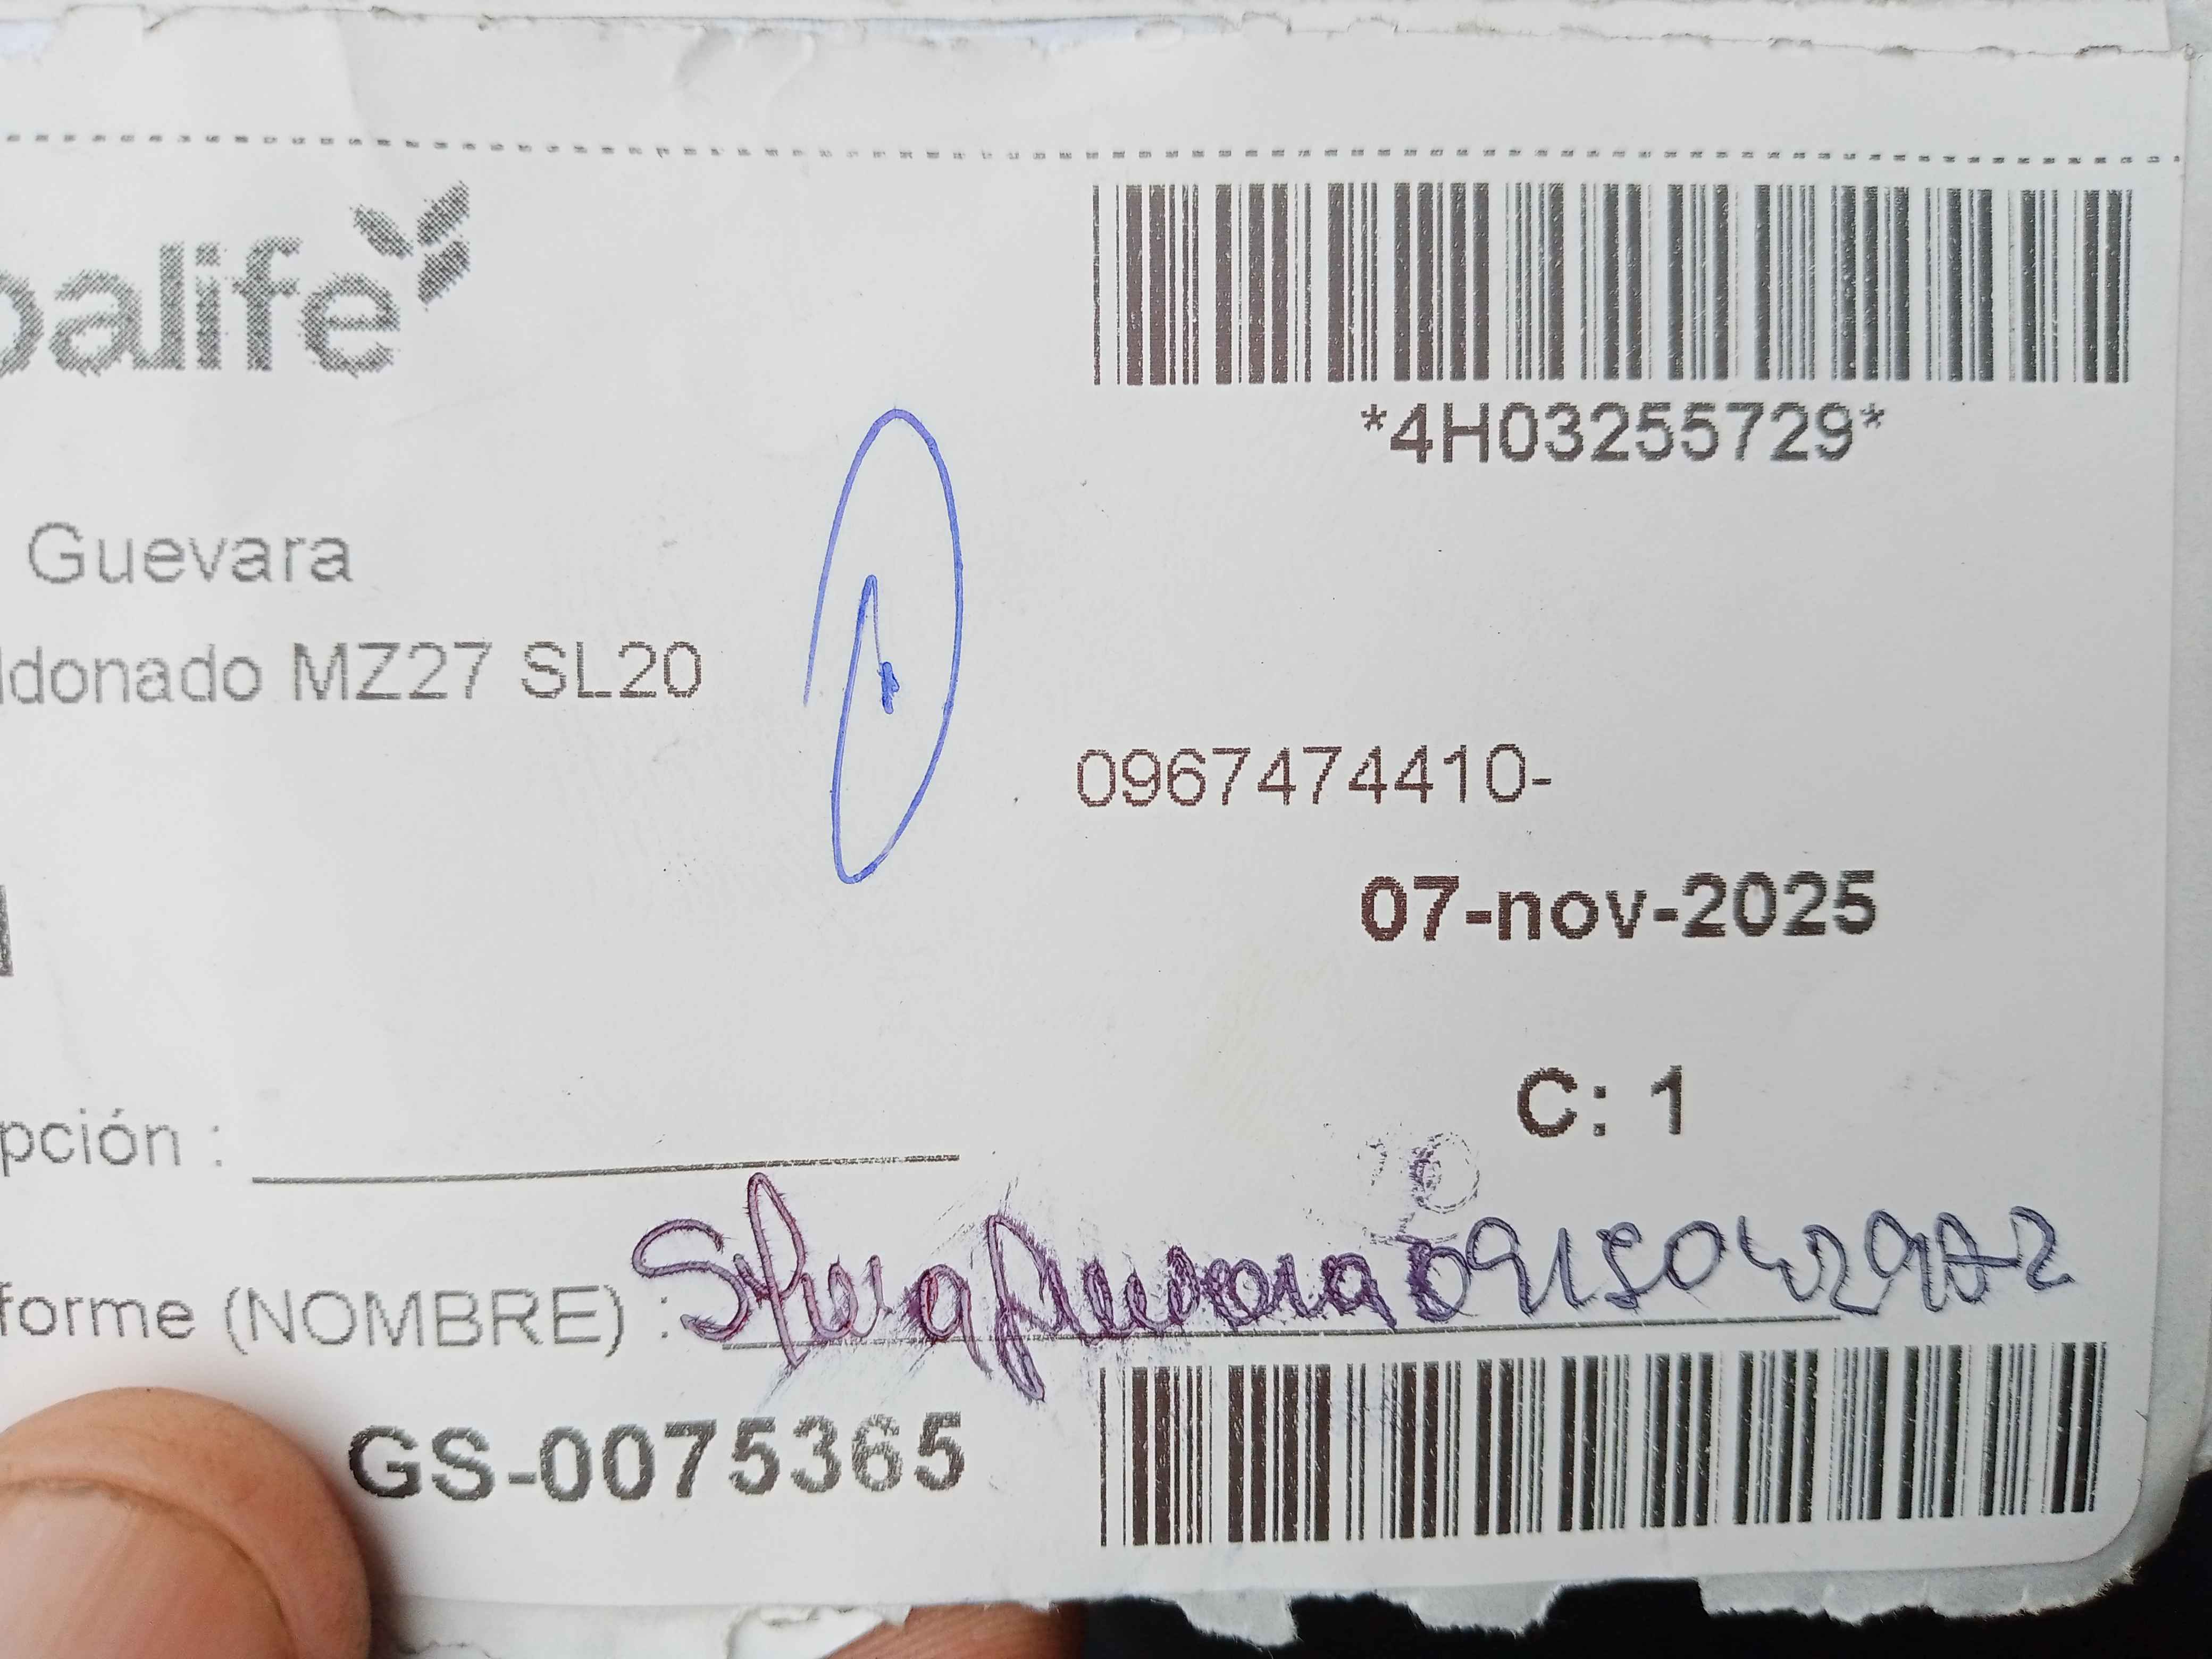 balife
*4H03255729*
Guevara
ldonado MZ27 SL20
0967474410-
07-nov-2025
C: 1
pción :
forme (NOMBRE) :
GS-0075365